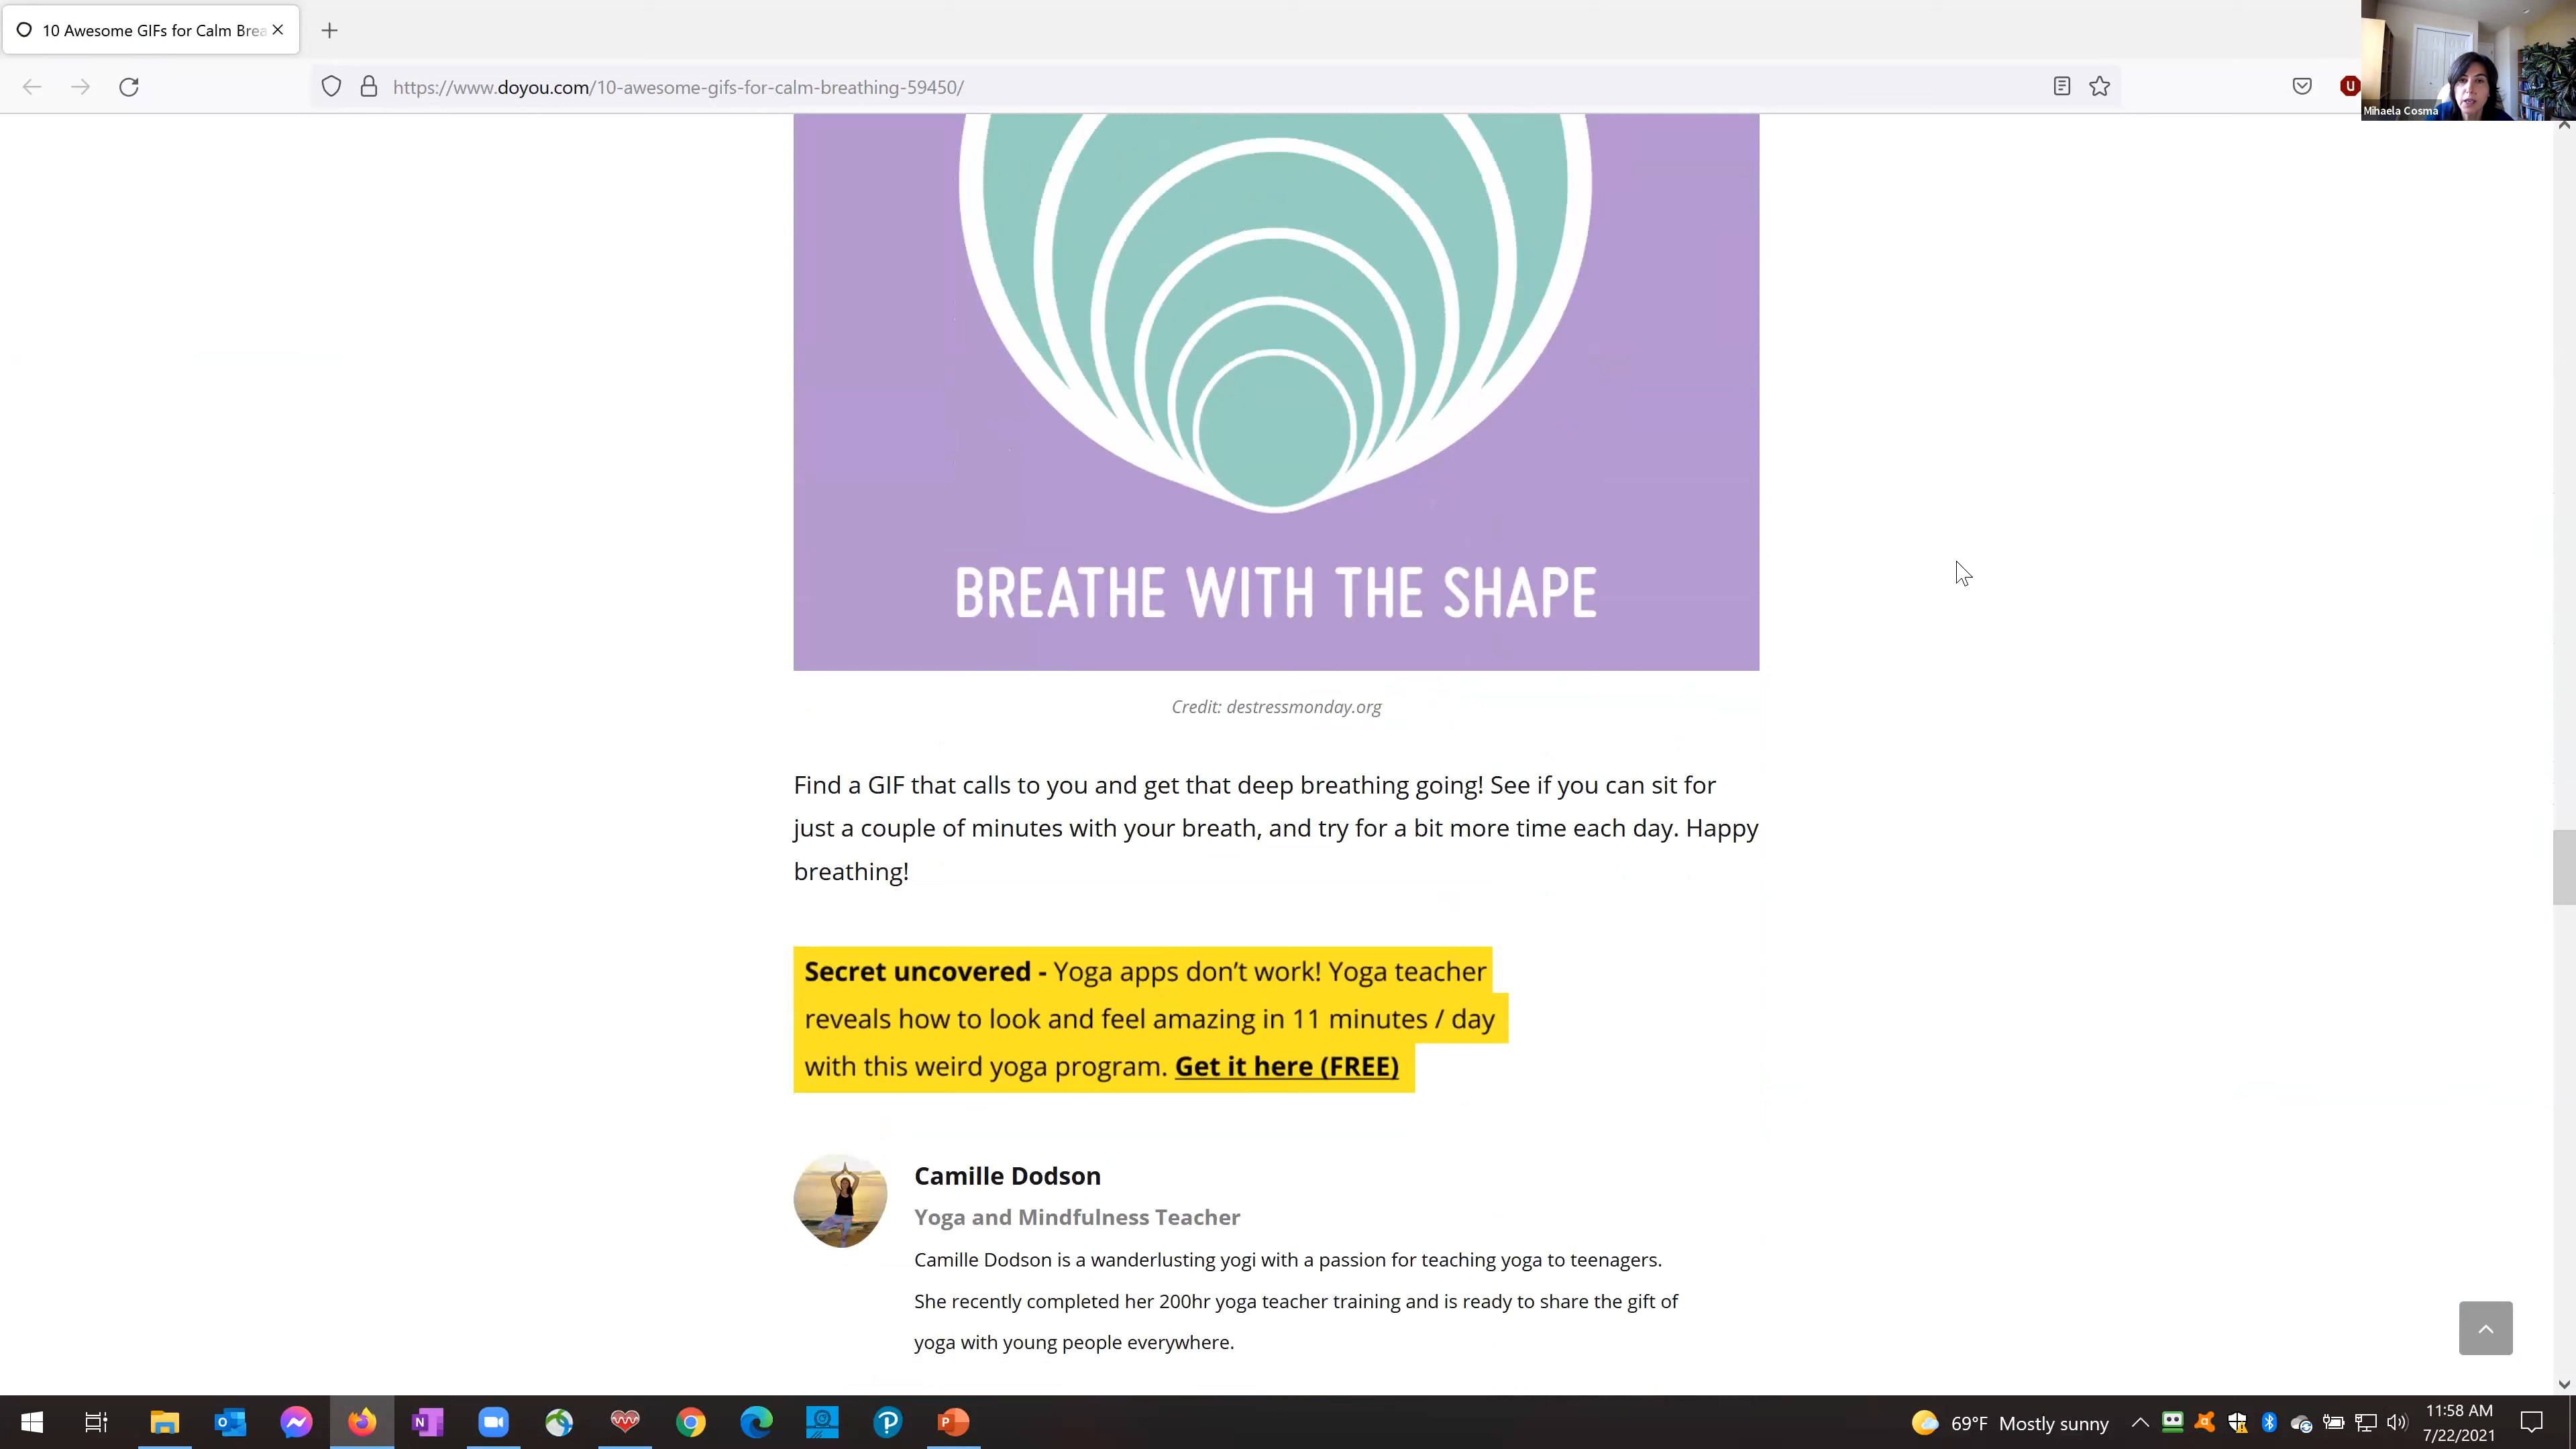 10 Awesome GIFs for Calm Brea
https://www.doyou.com/10-awesome-gifs-for-calm-breathing-59450/
Mihaela Cosma
BREATHE WITH THE SHAPE
Credit: destressmonday.org
Find a GIF that calls to you and get that deep breathing going! See if you can sit for
just a couple of minutes with your breath, and try for a bit more time each day. Happy
breathing!
Secret uncovered - Yoga apps don’t work! Yoga teacher
reveals how to look and feel amazing in 11 minutes / day
with this weird yoga program. Get it here (FREE)
Camille Dodson
Yoga and Mindfulness Teacher
Camille Dodson is a wanderlusting yogi with a passion for teaching yoga to teenagers.
She recently completed her 200hr yoga teacher training and is ready to share the gift of
yoga with young people everywhere.
69°F Mostly sunny
11:58 AM
7/22/2021